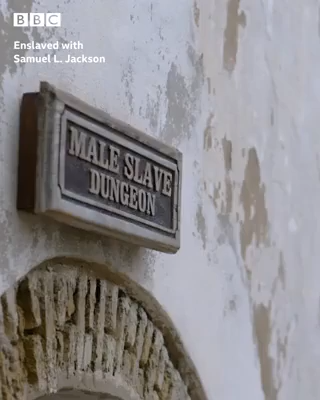 BBC
Enslaved with
Samuel L. Jackson
MALE SLAVE
DUNGEON